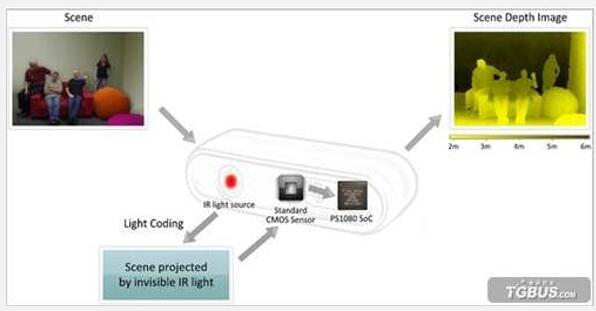 Scene
Scene Depth Image
2m 3m 4m 5m 6m
IR light source
Standard
CMOS Sensor
PS1080 SoC
Light Coding
Scene projected
by invisible IR light
TGBUS.COM